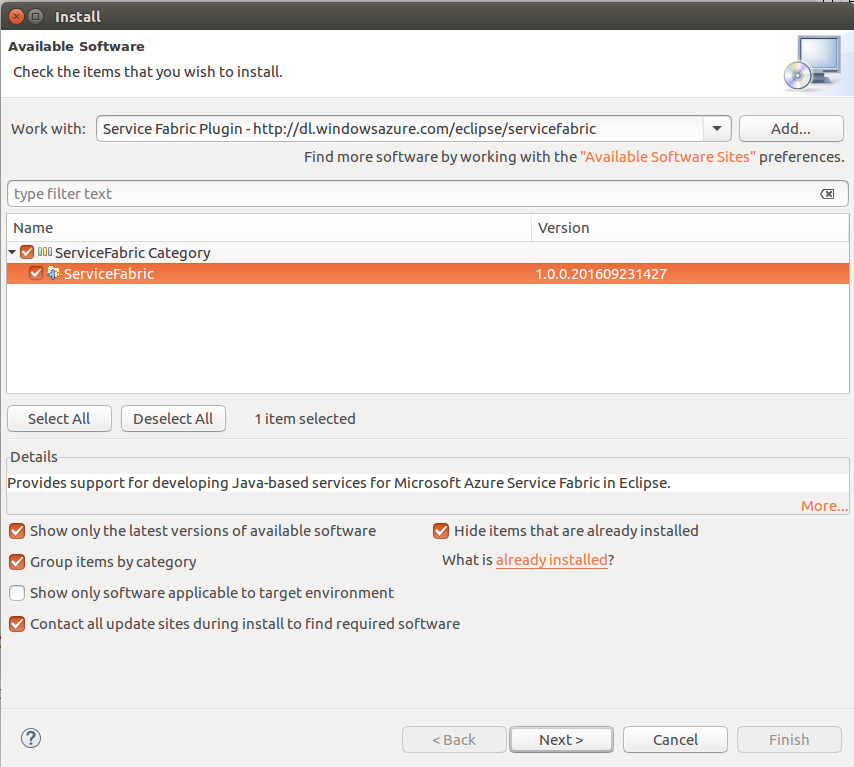 Install
Available Software
Check the items that you wish to install.
Work with: Service Fabric Plugin - http://dl.windowsazure.com/eclipse/servicefabric Add...
Find more software by working with the "Available Software Sites" preferences.
type filter text
Name Version
ServiceFabric Category
ServiceFabric 1.0.0.201609231427
Select All Deselect All 1 item selected
Details
Provides support for developing Java-based services for Microsoft Azure Service Fabric in Eclipse.
More...
Show only the latest versions of available software Hide items that are already installed
Group items by category What is already installed?
Show only software applicable to target environment
Contact all update sites during install to find required software
? < Back Next > Cancel Finish